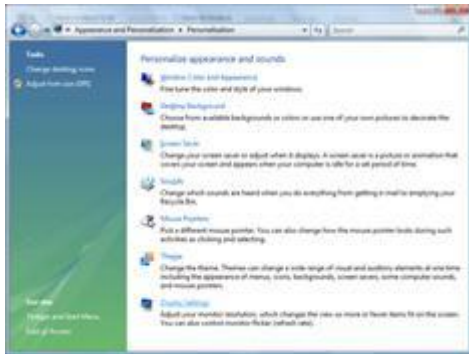 Appearance and Personalization ▸ Personalization
Tasks
Change desktop icons
Adjust font size (DPI)
Personalize appearance and sounds
Window Color and Appearance
Fine tune the color and style of your windows.
Desktop Background
Choose from available backgrounds or colors or use one of your own pictures to decorate the
desktop.
Screen Saver
Change your screen saver or adjust when it displays. A screen saver is a picture or animation that
covers your screen and appears when your computer is idle for a set period of time.
Sounds
Change which sounds are heard when you do everything from getting e-mail to emptying your
Recycle Bin.
Mouse Pointers
Pick a different mouse pointer. You can also change how the mouse pointer looks during such
activities as clicking and selecting.
Theme
Change the theme. Themes can change a wide range of visual and auditory elements at one time
including the appearance of menus, icons, backgrounds, screen savers, some computer sounds,
and mouse pointers.
Display Settings
Adjust your monitor resolution, which changes the view so more or fewer items fit on the screen.
You can also control monitor flicker (refresh rate).
See also
Taskbar and Start Menu
Ease of Access